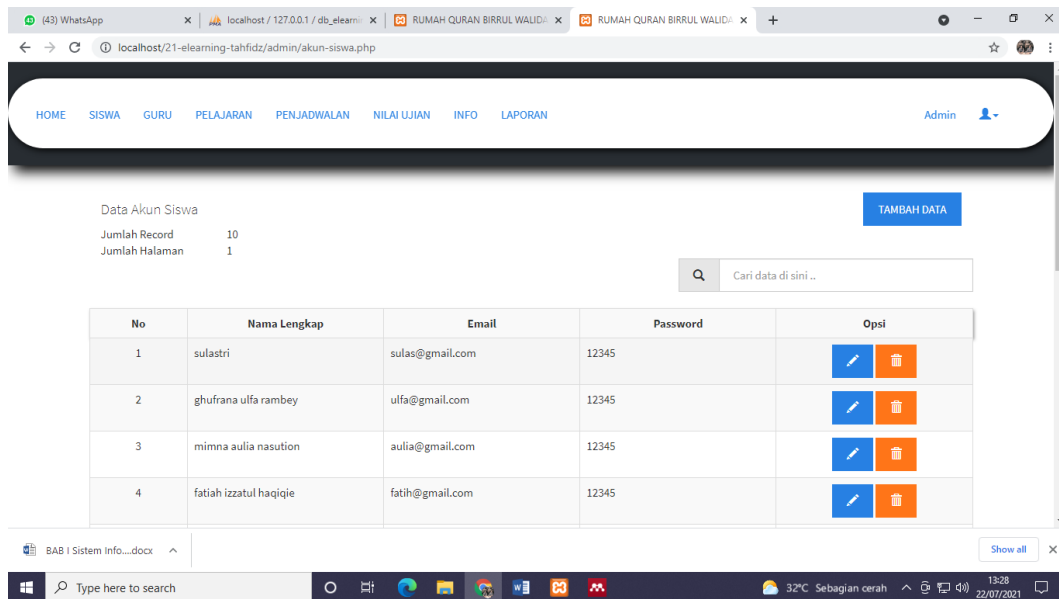 (43) WhatsApp
localhost / 127.0.0.1 / db_elearni
RUMAH QURAN BIRRUL WALIDA
RUMAH QURAN BIRRUL WALIDA
localhost/21-elearning-tahfidz/admin/akun-siswa.php
HOME SISWA GURU PELAJARAN PENJADWALAN NILAI UJIAN INFO LAPORAN Admin
Data Akun Siswa
TAMBAH DATA
Jumlah Record 10
Jumlah Halaman 1
Cari data di sini ..
No Nama Lengkap Email Password Opsi
1 sulastri sulas@gmail.com 12345
2 ghufrana ulfa rambey ulfa@gmail.com 12345
3 mimna aulia nasution aulia@gmail.com 12345
4 fatiah izzatul haqiqie fatih@gmail.com 12345
BAB I Sistem Info....docx
Show all
Type here to search
32°C Sebagian cerah
13:28
22/07/2021